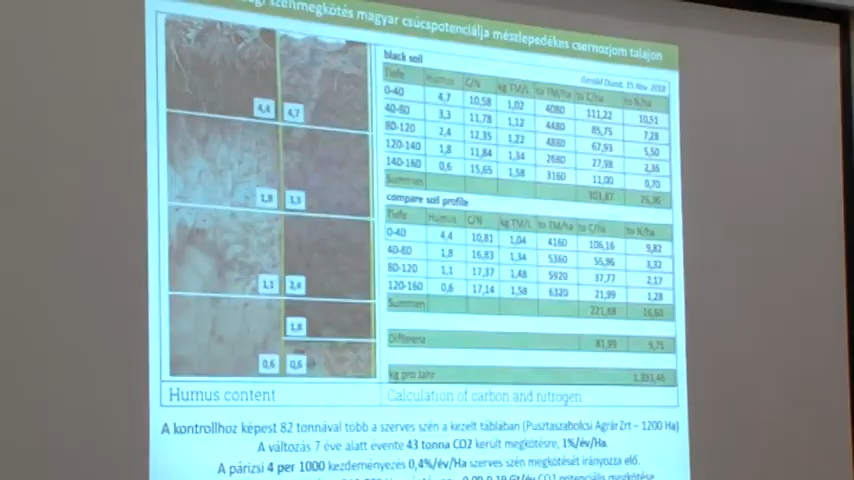 szénmegkötés magyar csúcspotenciálja mészlepedékes csernozjom talajon
black soil
Gerald Dunst, 15.Nov. 2018
Tiefe Humus C/N kg TM/L to TM/ha to C/ha to N/ha
0-40 4,7 10,58 1,02 4080 111,22 10,51
40-80 3,3 11,78 1,12 4480 85,75 7,28
80-120 2,4 12,35 1,22 4880 67,93 5,50
120-140 1,8 11,84 1,34 2680 27,98 2,36
140-160 0,6 15,65 1,58 3160 11,00 0,70
Summen 303,87
compare soil profile
Tiefe Humus C/N kg TM/L to TM/ha to C/ha to N/ha
0-40 4,4 10,81 1,04 4160 106,16 9,82
40-80 1,8 16,83 1,34 5360 55,96 3,32
80-120 1,1 17,37 1,48 5920 37,77 2,17
120-160 0,6 17,14 1,58 6320 21,99 1,28
Summen 221,88 16,60
Differenz 81,99 9,75
kg pro Jahr
4,4 4,7
1,8 3,3
1,1 2,4
1,8
0,6 0,6
Humus content
Calculation of carbon and nitrogen
A kontrollhoz képest 82 tonnával több a szerves szén a kezelt táblában (Pusztaszabolcsi Agrár Zrt – 1200 Ha)
A változás 7 éve alatt évente 43 tonna CO2 került megkötésre, 1%/év/Ha.
A párizsi 4 per 1000 kezdeményezés 0,4%/év/Ha szerves szén megkötését irányozta elő.
Gt/év CO2 potenciális megkötése